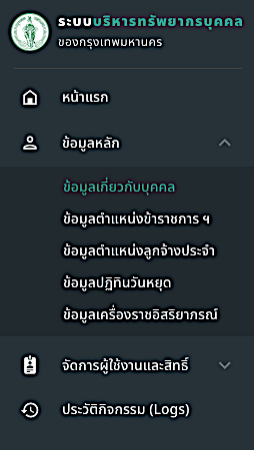 ระบบบริหารทรัพยากรบุคคล
ของกรุงเทพมหานคร
หน้าแรก
ข้อมูลหลัก
ข้อมูลเกี่ยวกับบุคคล
ข้อมูลตำแหน่งข้าราชการ ฯ
ข้อมูลตำแหน่งลูกจ้างประจำ
ข้อมูลปฏิทินวันหยุด
ข้อมูลเครื่องราชอิสริยาภรณ์
จัดการผู้ใช้งานและสิทธิ์
ประวัติกิจกรรม (Logs)